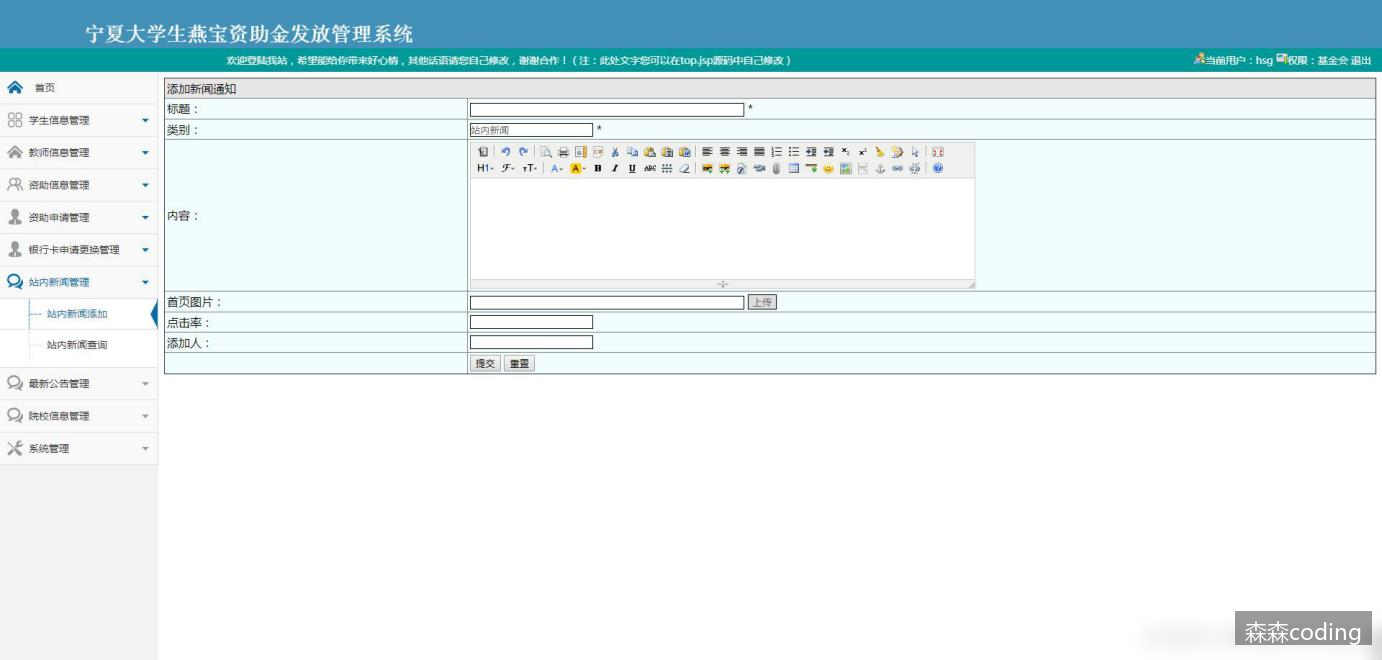 宁夏大学生燕宝资助金发放管理系统
欢迎登陆我站，希望能给你带来好心情，其他话语请您自己修改，谢谢合作！（注：此处文字您可以在top.jsp源码中自己修改）
当前用户：hsg 权限：基金会 退出
首页
学生信息管理
教师信息管理
资助信息管理
资助申请管理
银行卡申请更换管理
站内新闻管理
站内新闻添加
站内新闻查询
最新公告管理
院校信息管理
系统管理
添加新闻通知
标题： *
类别： 站内新闻 *
H1 F TT A A B I U ABC
内容：
首页图片： 上传
点击率：
添加人：
提交 重置
森森coding